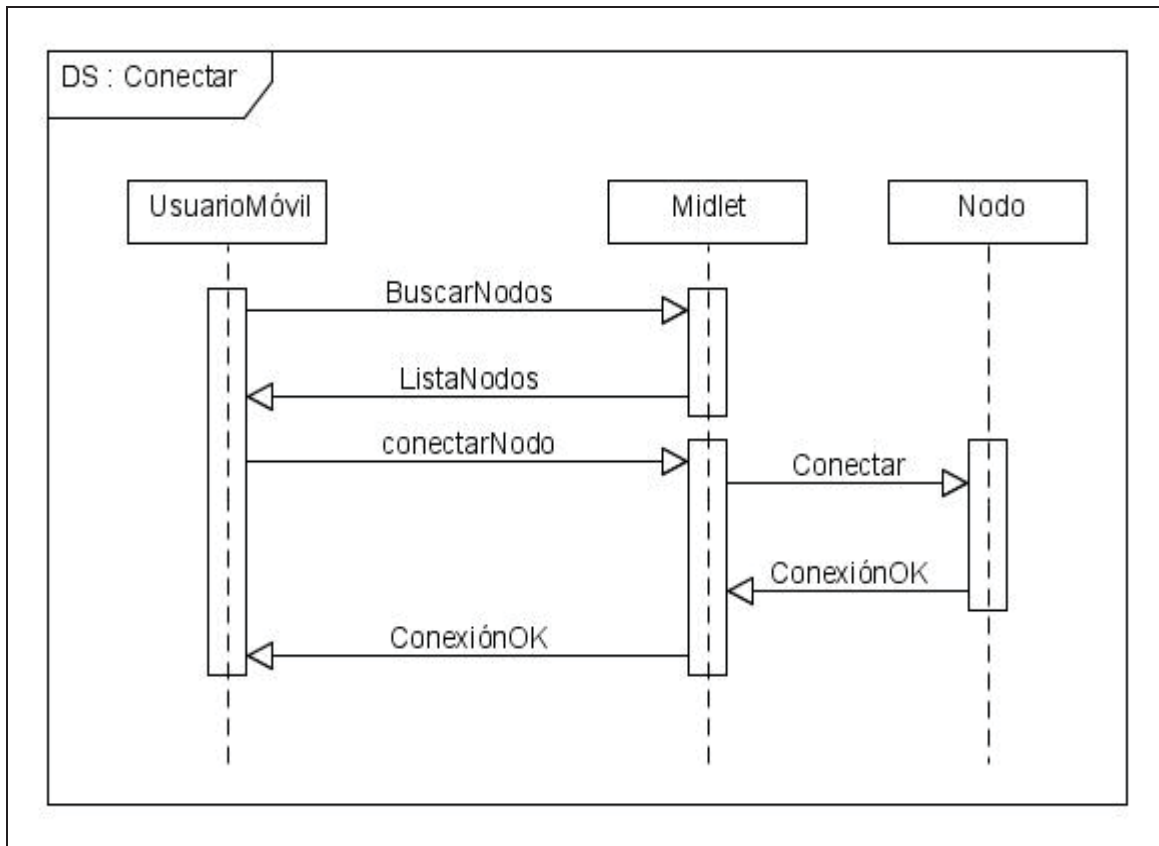 DS : Conectar
UsuarioMóvil
Midlet
Nodo
BuscarNodos
ListaNodos
conectarNodo
Conectar
ConexiónOK
ConexiónOK